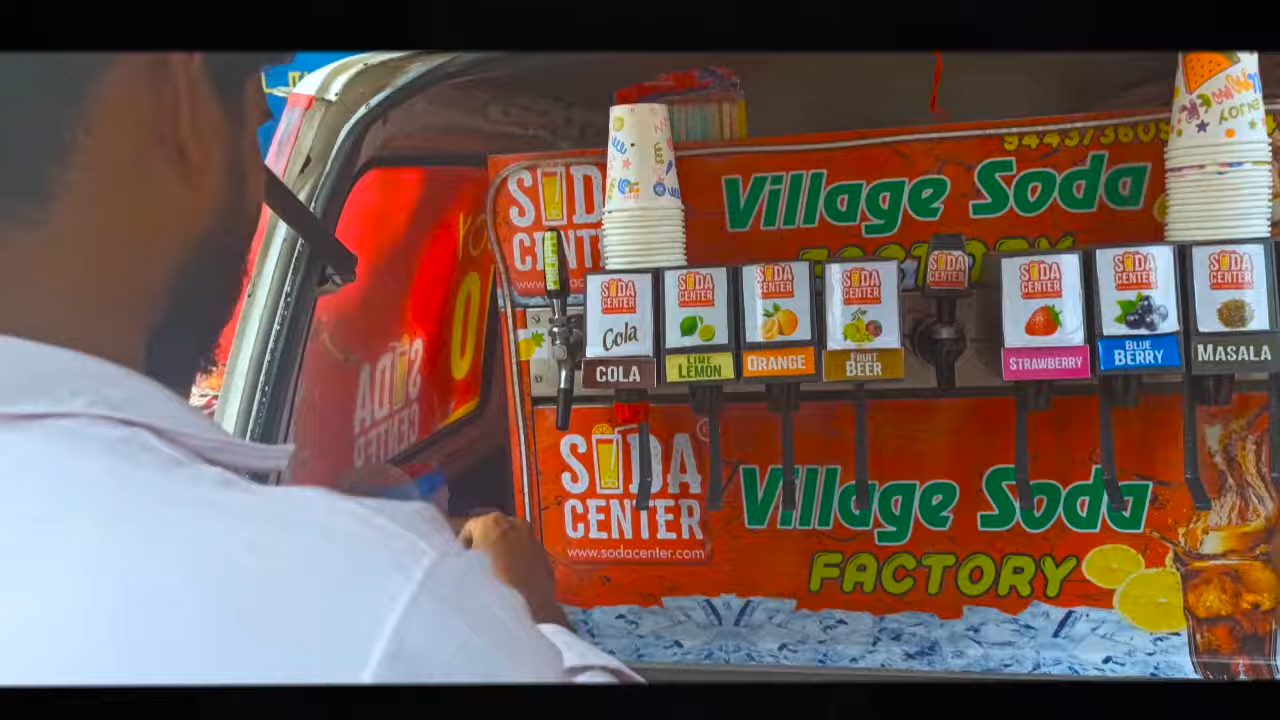 SODA
CENTER
Village Soda
FACTORY
SODA
CENTER
Cola
COLA
SODA
CENTER
LIME
LEMON
SODA
CENTER
ORANGE
SODA
CENTER
FRUIT
BEER
SODA
CENTER
SODA
CENTER
STRAWBERRY
SODA
CENTER
BLUE
BERRY
SODA
CENTER
MASALA
SODA
CENTER
SODA
CENTER
www.sodacenter.com
Village Soda
FACTORY